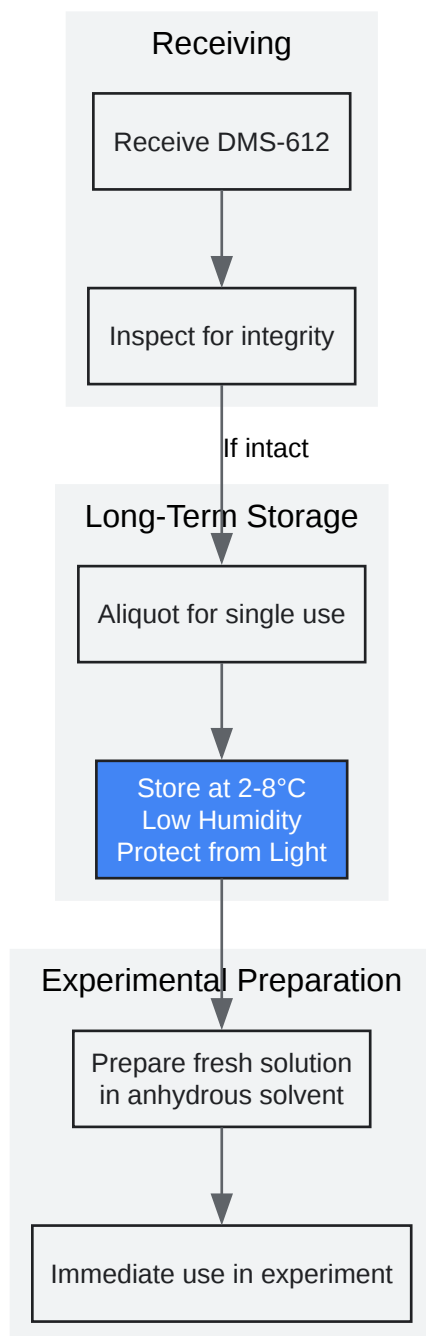 Receiving
Receive DMS-612
Inspect for integrity
If intact
Long-Term Storage
Aliquot for single use
Store at 2-8°C
Low Humidity
Protect from Light
Experimental Preparation
Prepare fresh solution
in anhydrous solvent
Immediate use in experiment